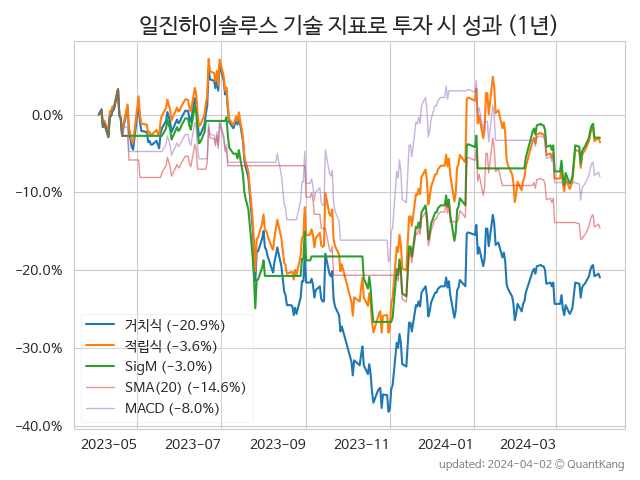 일진하이솔루스 기술 지표로 투자 시 성과 (1년)
0.0%
−10.0%
−20.0%
−30.0%
−40.0%
거치식 (−20.9%)
적립식 (−3.6%)
SigM (−3.0%)
SMA(20) (−14.6%)
MACD (−8.0%)
2023−05 2023−07 2023−09 2023−11 2024−01 2024−03
updated: 2024−04−02 © QuantKang